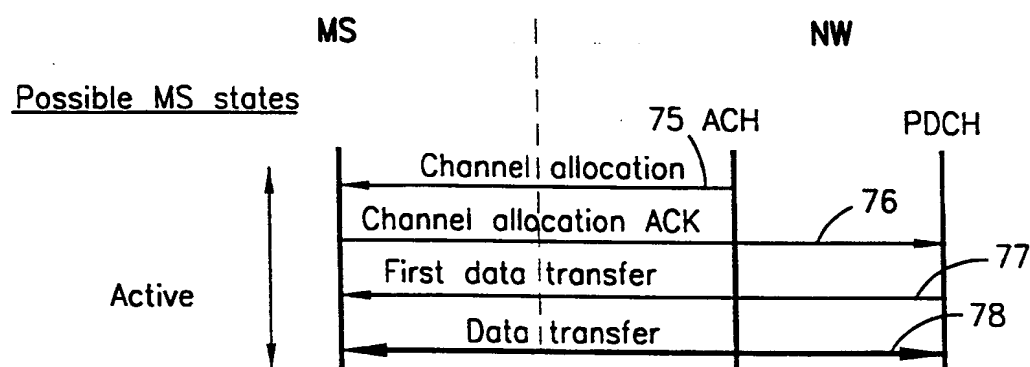 MS NW
Possible MS states
75 ACH PDCH
Channel allocation
Channel allocation ACK 76
First data transfer 77
Active
Data transfer 78